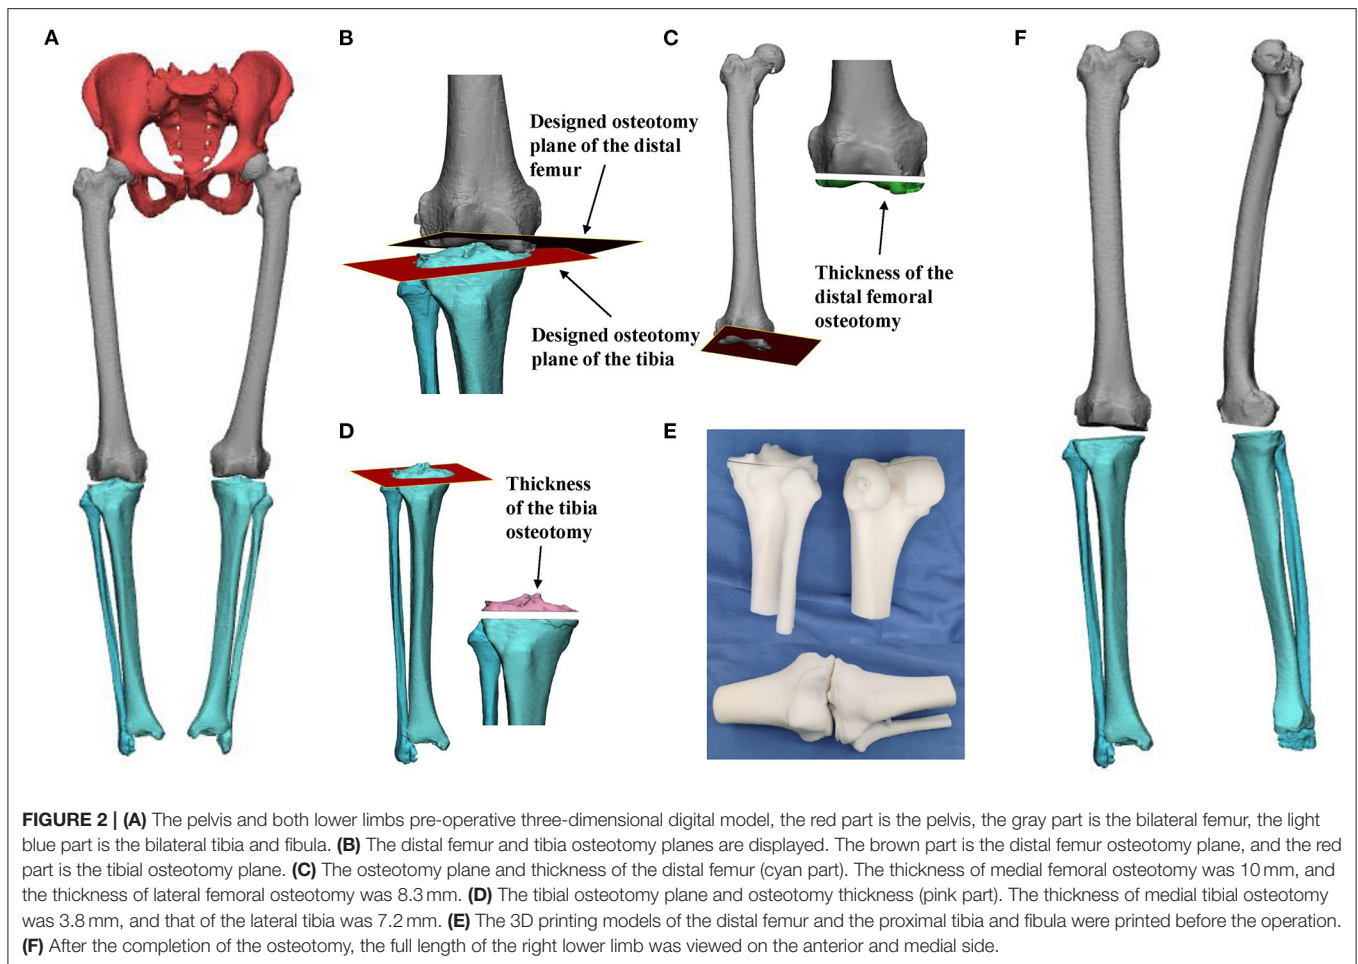 A
B
C
F
Designed osteotomy
plane of the distal
femur
Thickness of the
distal femoral
osteotomy
Designed osteotomy
plane of the tibia
D
E
Thickness
of the tibia
osteotomy
FIGURE 2 | (A) The pelvis and both lower limbs pre-operative three-dimensional digital model, the red part is the pelvis, the gray part is the bilateral femur, the light
blue part is the bilateral tibia and fibula. (B) The distal femur and tibia osteotomy planes are displayed. The brown part is the distal femur osteotomy plane, and the red
part is the tibial osteotomy plane. (C) The osteotomy plane and thickness of the distal femur (cyan part). The thickness of medial femoral osteotomy was 10 mm, and
the thickness of lateral femoral osteotomy was 8.3 mm. (D) The tibial osteotomy plane and osteotomy thickness (pink part). The thickness of medial tibial osteotomy
was 3.8 mm, and that of the lateral tibia was 7.2 mm. (E) The 3D printing models of the distal femur and the proximal tibia and fibula were printed before the operation.
(F) After the completion of the osteotomy, the full length of the right lower limb was viewed on the anterior and medial side.